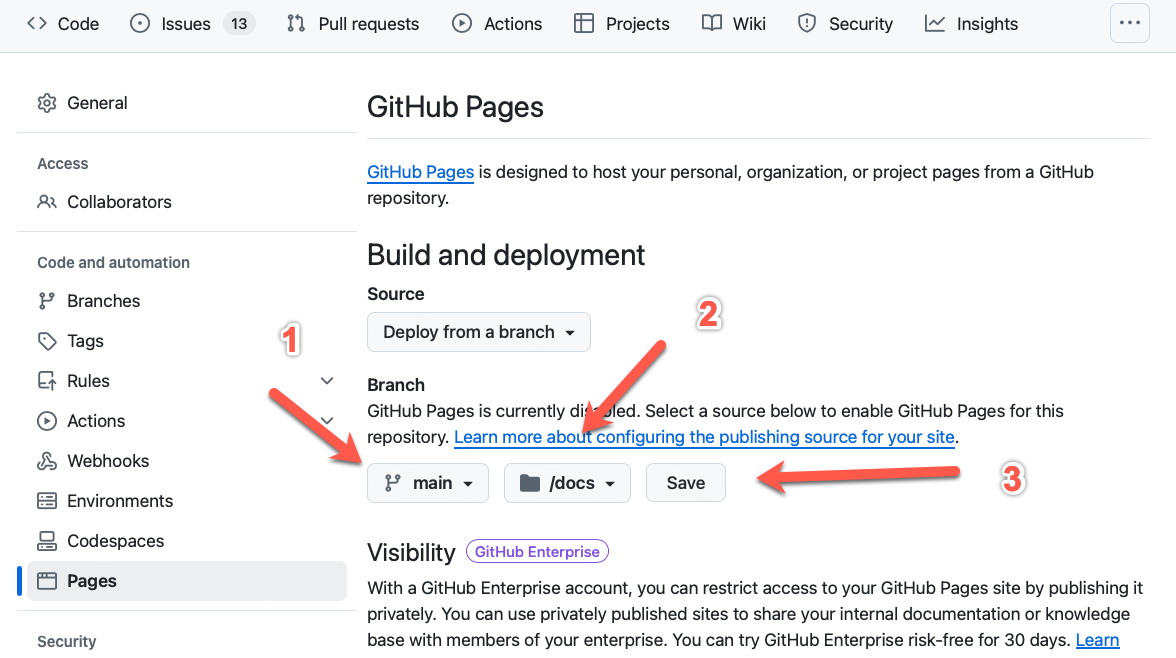 Code Issues 13 Pull requests Actions Projects Wiki Security Insights
General
Access
Collaborators
Code and automation
Branches
Tags
Rules
Actions
Webhooks
Environments
Codespaces
Pages
Security
GitHub Pages
GitHub Pages is designed to host your personal, organization, or project pages from a GitHub
repository.
Build and deployment
Source
Deploy from a branch
Branch
GitHub Pages is currently disabled. Select a source below to enable GitHub Pages for this
repository. Learn more about configuring the publishing source for your site.
main /docs Save
1
2
3
Visibility GitHub Enterprise
With a GitHub Enterprise account, you can restrict access to your GitHub Pages site by publishing it
privately. You can use privately published sites to share your internal documentation or knowledge
base with members of your enterprise. You can try GitHub Enterprise risk-free for 30 days. Learn